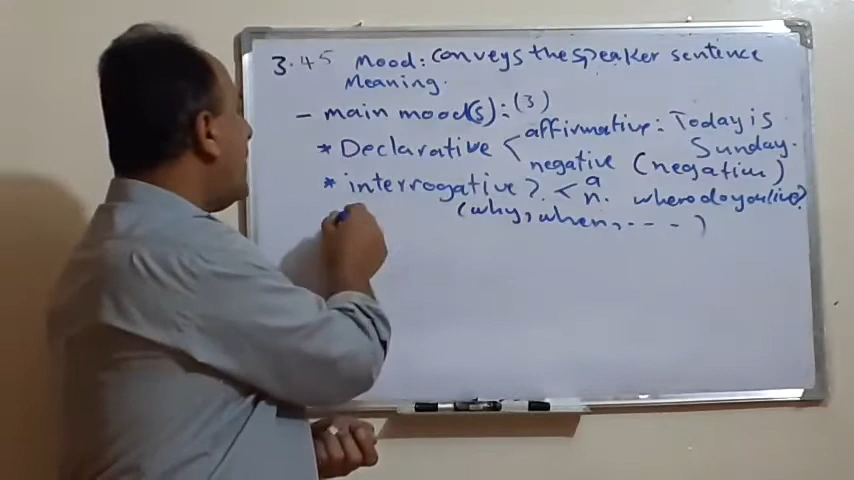 3.45 Mood: Conveys the speaker sentence
Meaning.
- main mood(s): (3)
* Declarative < affirmative: Today is
Sunday.
negative (negation)
* interrogative? < a
n. where do you live?
(why, when, ---)